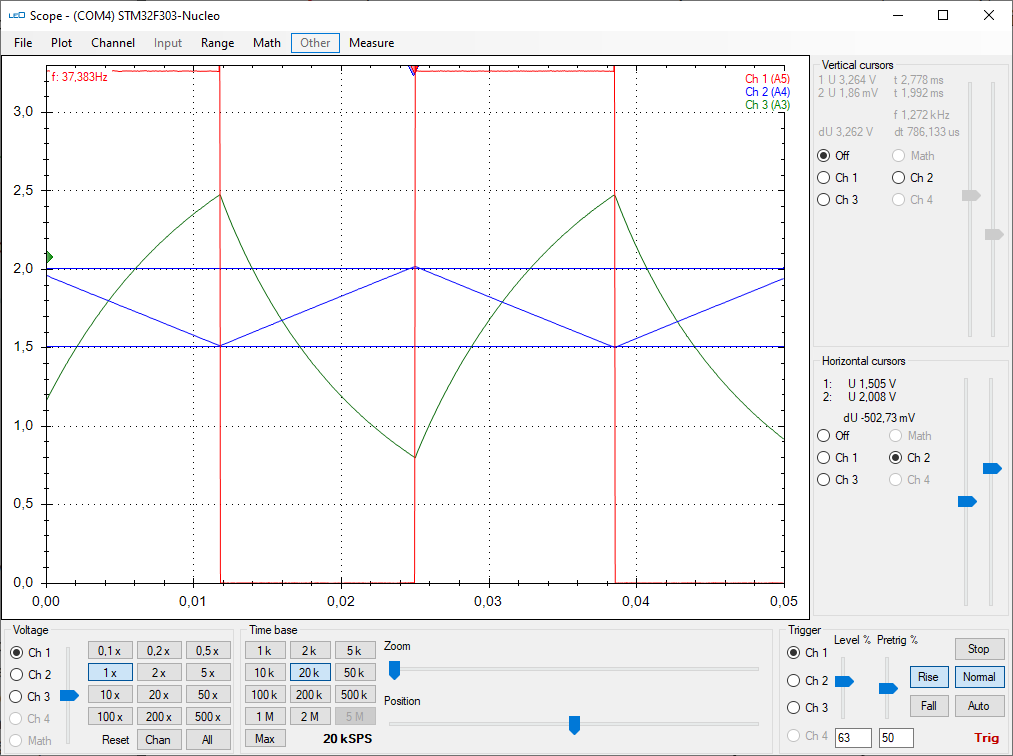 LEO Scope - (COM4) STM32F303-Nucleo
File Plot Channel Input Range Math Other Measure
f: 37,383Hz
Ch 1 (A5)
Ch 2 (A4)
Ch 3 (A3)
3,0
2,5
2,0
1,5
1,0
0,5
0,0
0,00 0,01 0,02 0,03 0,04 0,05
Vertical cursors
1 U 3,264 V t 2,778 ms
2 U 1,86 mV t 1,992 ms
f 1,272 kHz
dU 3,262 V dt 786,133 us
Off Math
Ch 1 Ch 2
Ch 3 Ch 4
Horizontal cursors
1: U 1,505 V
2: U 2,008 V
dU -502,73 mV
Off Math
Ch 1 Ch 2
Ch 3 Ch 4
Voltage
Ch 1 0,1 x 0,2 x 0,5 x
Ch 2 1 x 2 x 5 x
Ch 3 10 x 20 x 50 x
Ch 4 100 x 200 x 500 x
Math Reset Chan All
Time base
1 k 2 k 5 k
10 k 20 k 50 k
100 k 200 k 500 k
1 M 2 M 5 M
Max 20 kSPS
Zoom
Position
Trigger
Level % Pretrig %
Ch 1 Stop
Ch 2 Rise Normal
Ch 3 Fall Auto
Ch 4 63 50 Trig